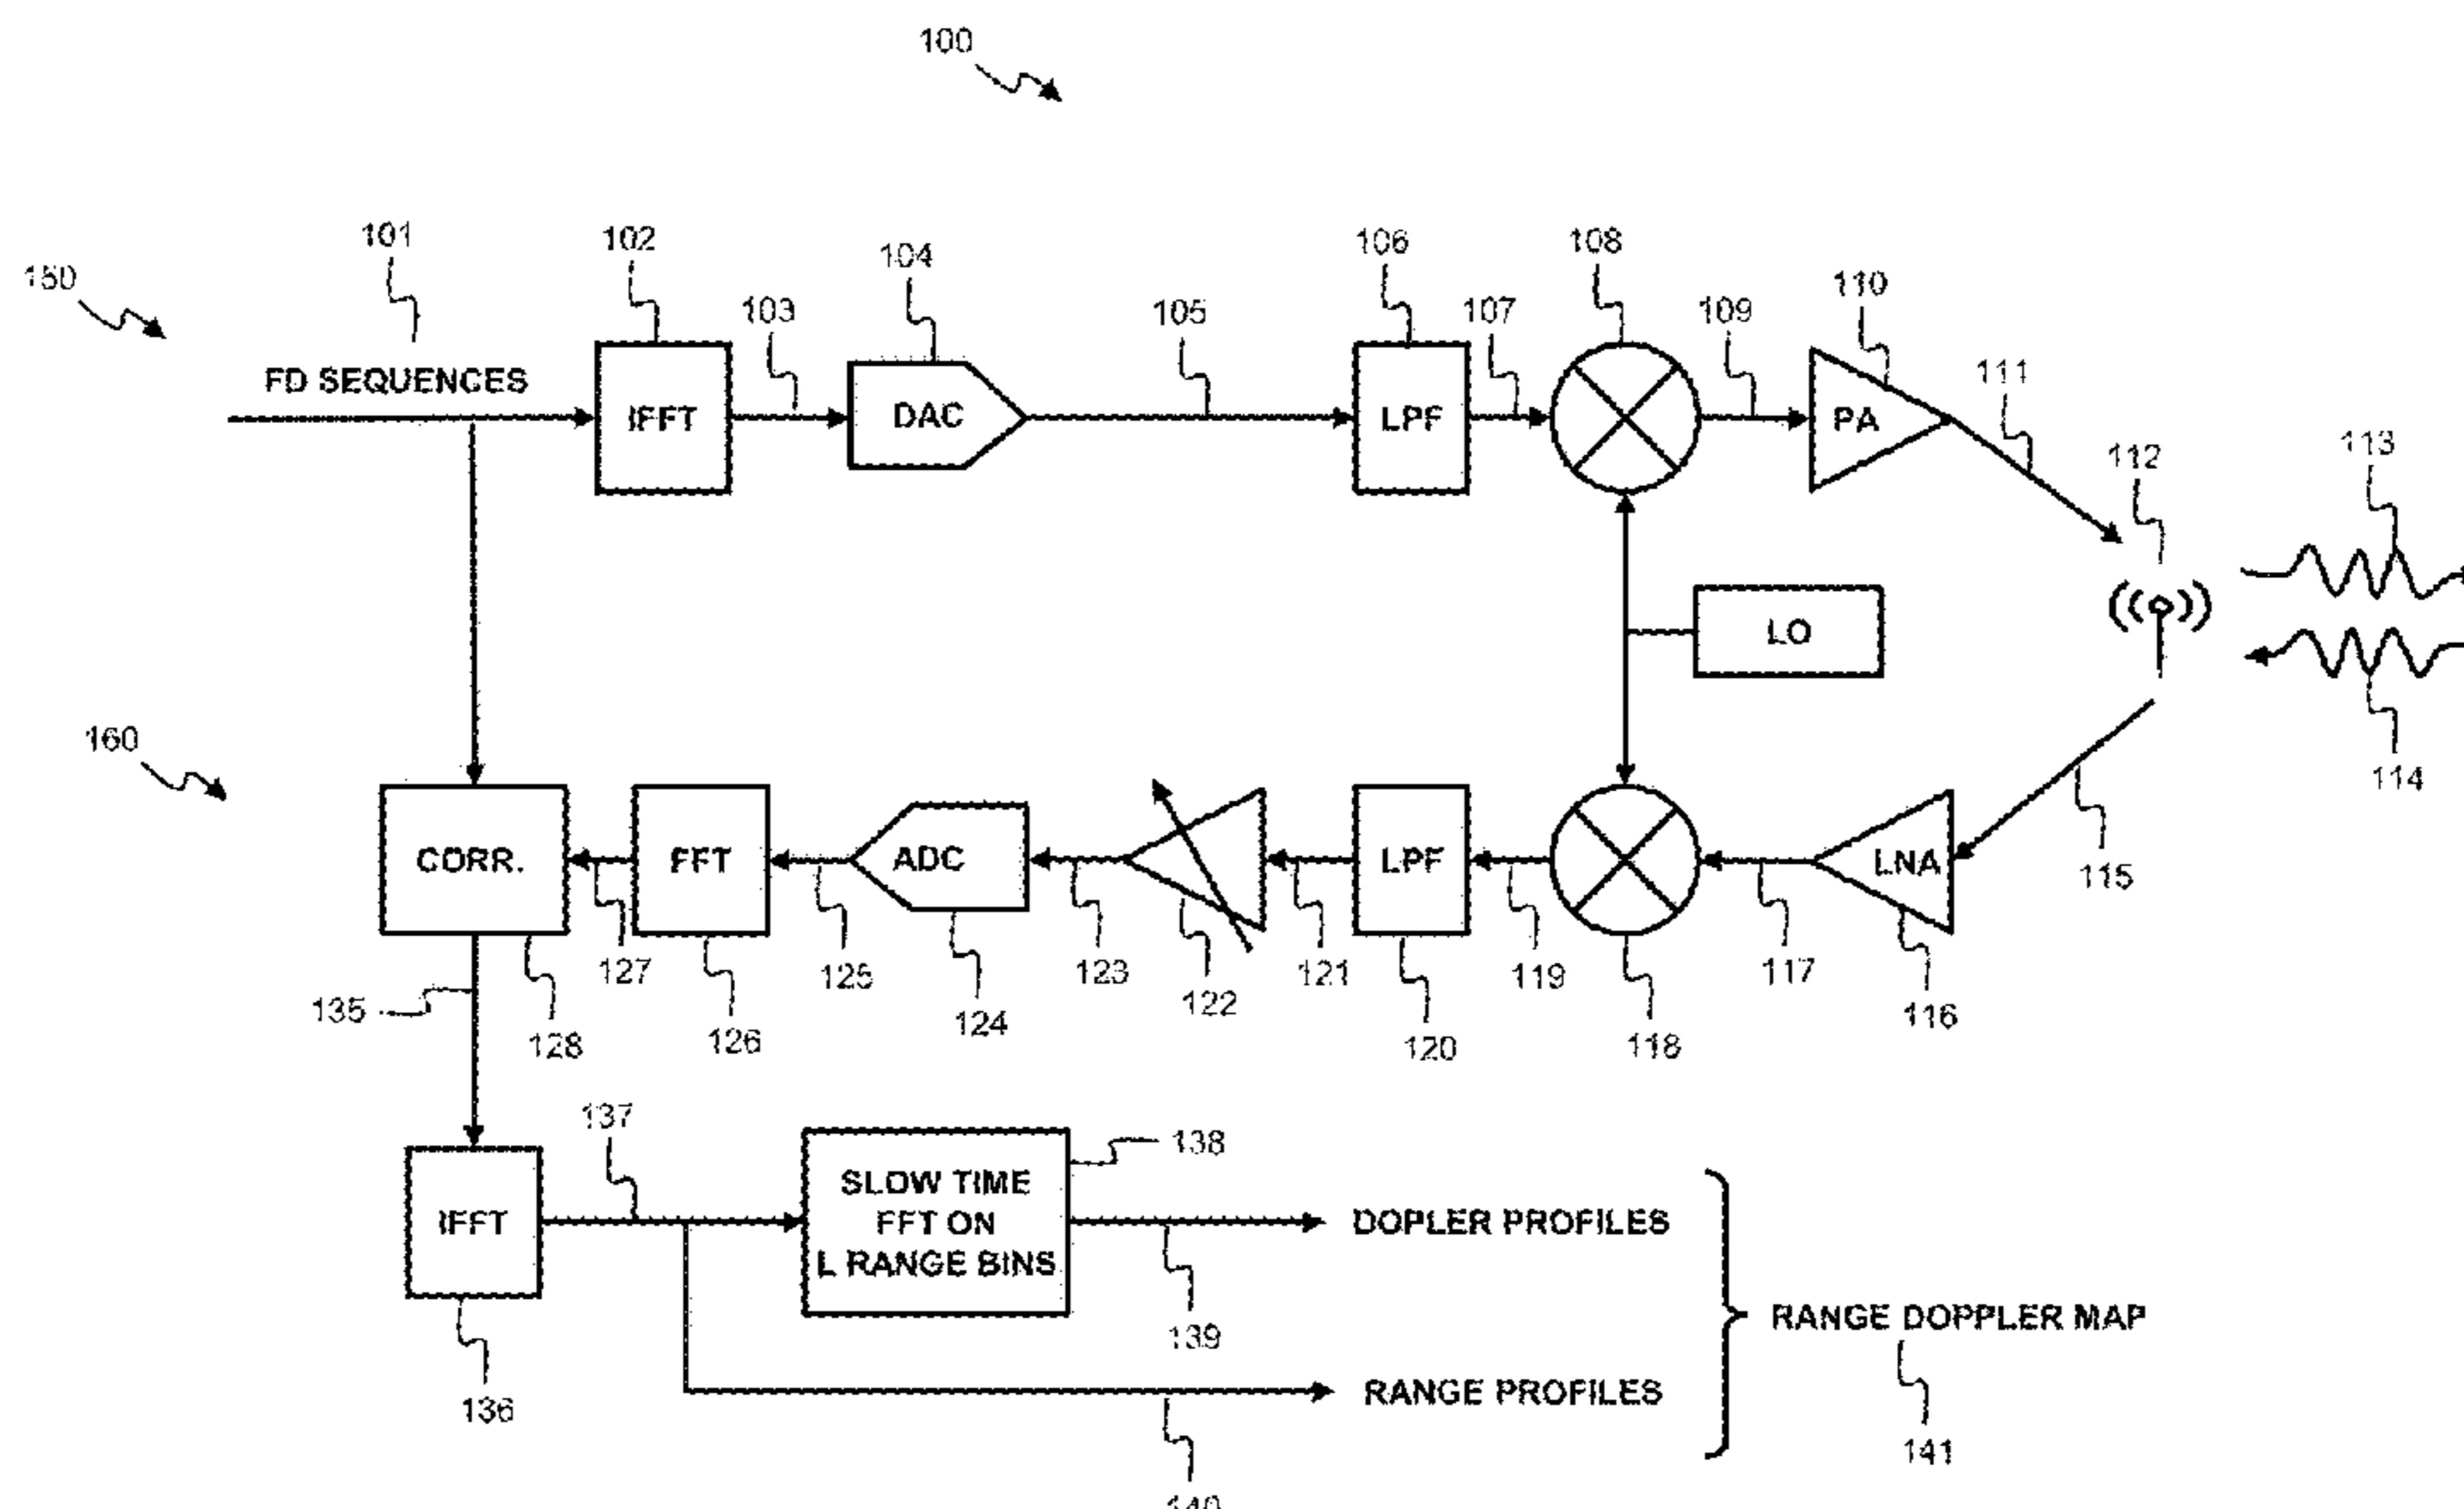 100
150
101
102
104
106
108
110
103
105
107
109
111
FD SEQUENCES
IFFT
DAC
LPF
PA
112
113
LO
160
114
CORR.
FFT
ADC
LPF
LNA
115
127
125
123
121
119
117
135
128
126
124
122
120
118
116
137
138
IFFT
SLOW TIME
FFT ON
L RANGE BINS
DOPLER PROFILES
139
RANGE DOPPLER MAP
136
RANGE PROFILES
141
140